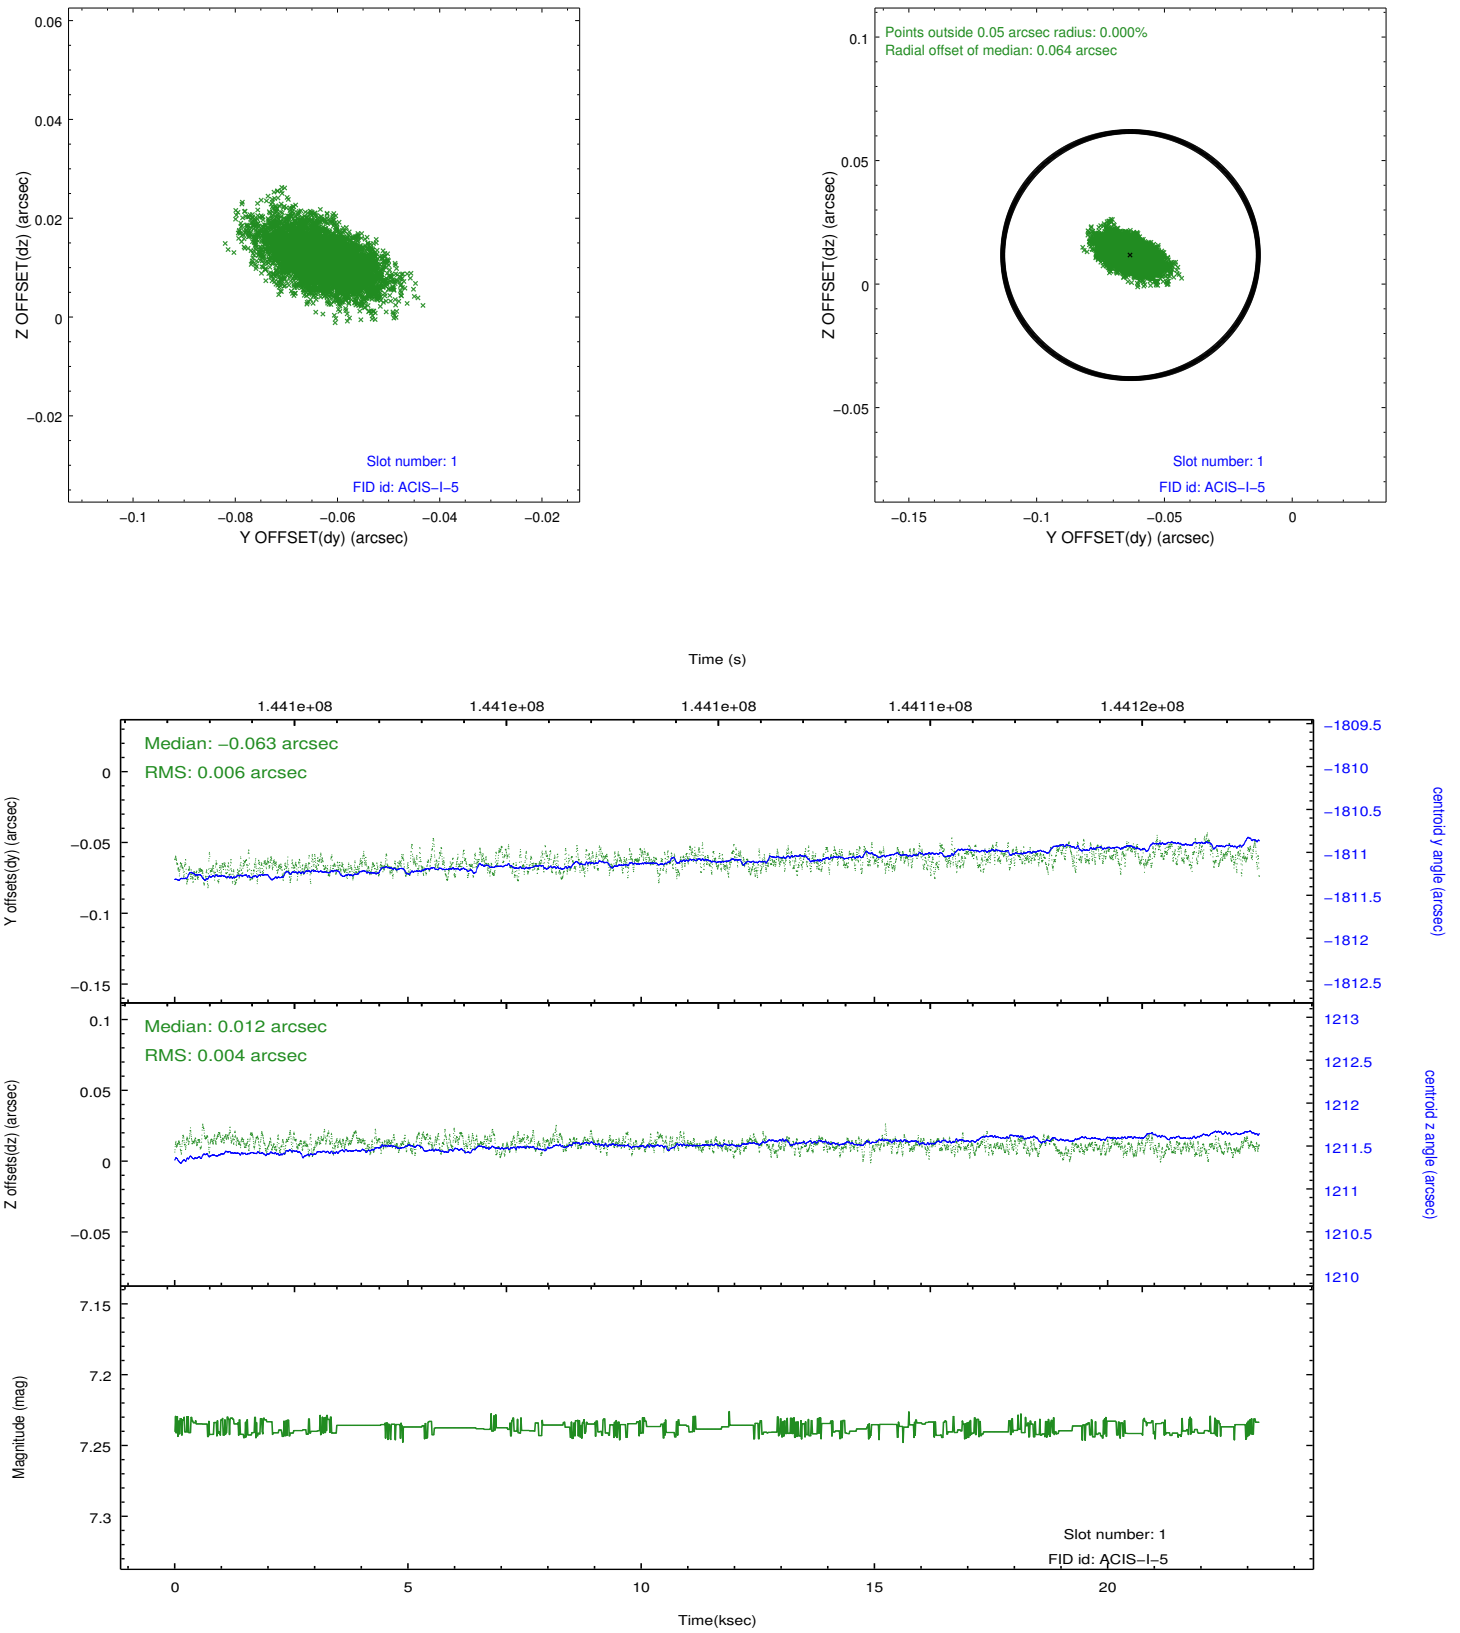 0.06
0.04
0.02
0
−0.02
Z OFFSET(dz) (arcsec)
Slot number: 1
FID id: ACIS−I−5
−0.1
−0.08
−0.06
−0.04
−0.02
Y OFFSET(dy) (arcsec)
Points outside 0.05 arcsec radius: 0.000%
Radial offset of median: 0.064 arcsec
0.1
0.05
0
−0.05
Z OFFSET(dz) (arcsec)
Slot number: 1
FID id: ACIS−I−5
−0.15
−0.1
−0.05
0
Y OFFSET(dy) (arcsec)
Time (s)
1.441e+08
1.441e+08
1.441e+08
1.4411e+08
1.4412e+08
Median: −0.063 arcsec
RMS: 0.006 arcsec
0
−0.05
−0.1
−0.15
Y offsets(dy) (arcsec)
−1809.5
−1810
−1810.5
−1811
−1811.5
−1812
−1812.5
centroid y angle (arcsec)
Median: 0.012 arcsec
RMS: 0.004 arcsec
0.1
0.05
0
−0.05
Z offsets(dz) (arcsec)
1213
1212.5
1212
1211.5
1211
1210.5
1210
centroid z angle (arcsec)
7.15
7.2
7.25
7.3
Magnitude (mag)
Slot number: 1
FID id: ACIS−I−5
0
5
10
15
20
Time(ksec)